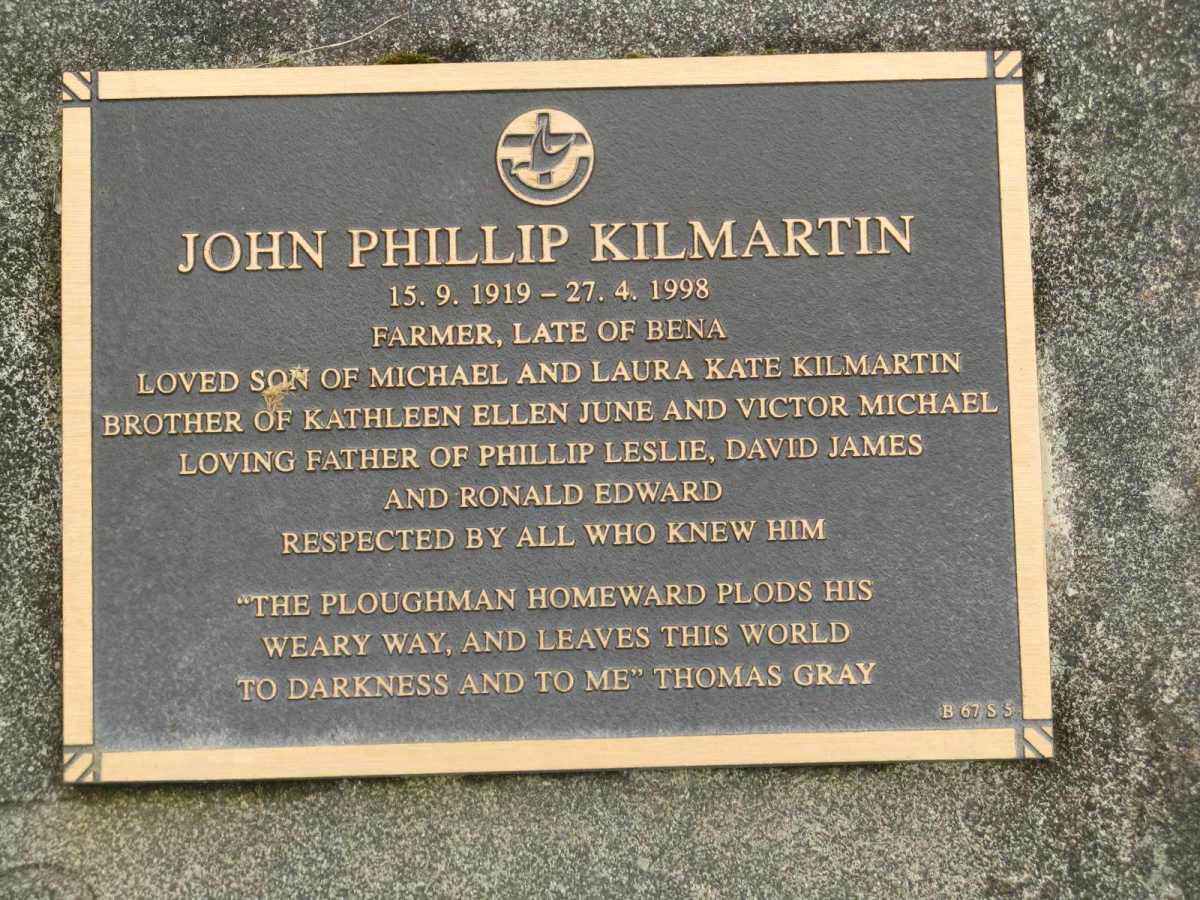 JOHN PHILLIP KILMARTIN
15. 9. 1919 – 27. 4. 1998
FARMER, LATE OF BENA
LOVED SON OF MICHAEL AND LAURA KATE KILMARTIN
BROTHER OF KATHLEEN ELLEN JUNE AND VICTOR MICHAEL
LOVING FATHER OF PHILLIP LESLIE, DAVID JAMES
AND RONALD EDWARD
RESPECTED BY ALL WHO KNEW HIM
“THE PLOUGHMAN HOMEWARD PLODS HIS
WEARY WAY, AND LEAVES THIS WORLD
TO DARKNESS AND TO ME” THOMAS GRAY
B 67 S 5